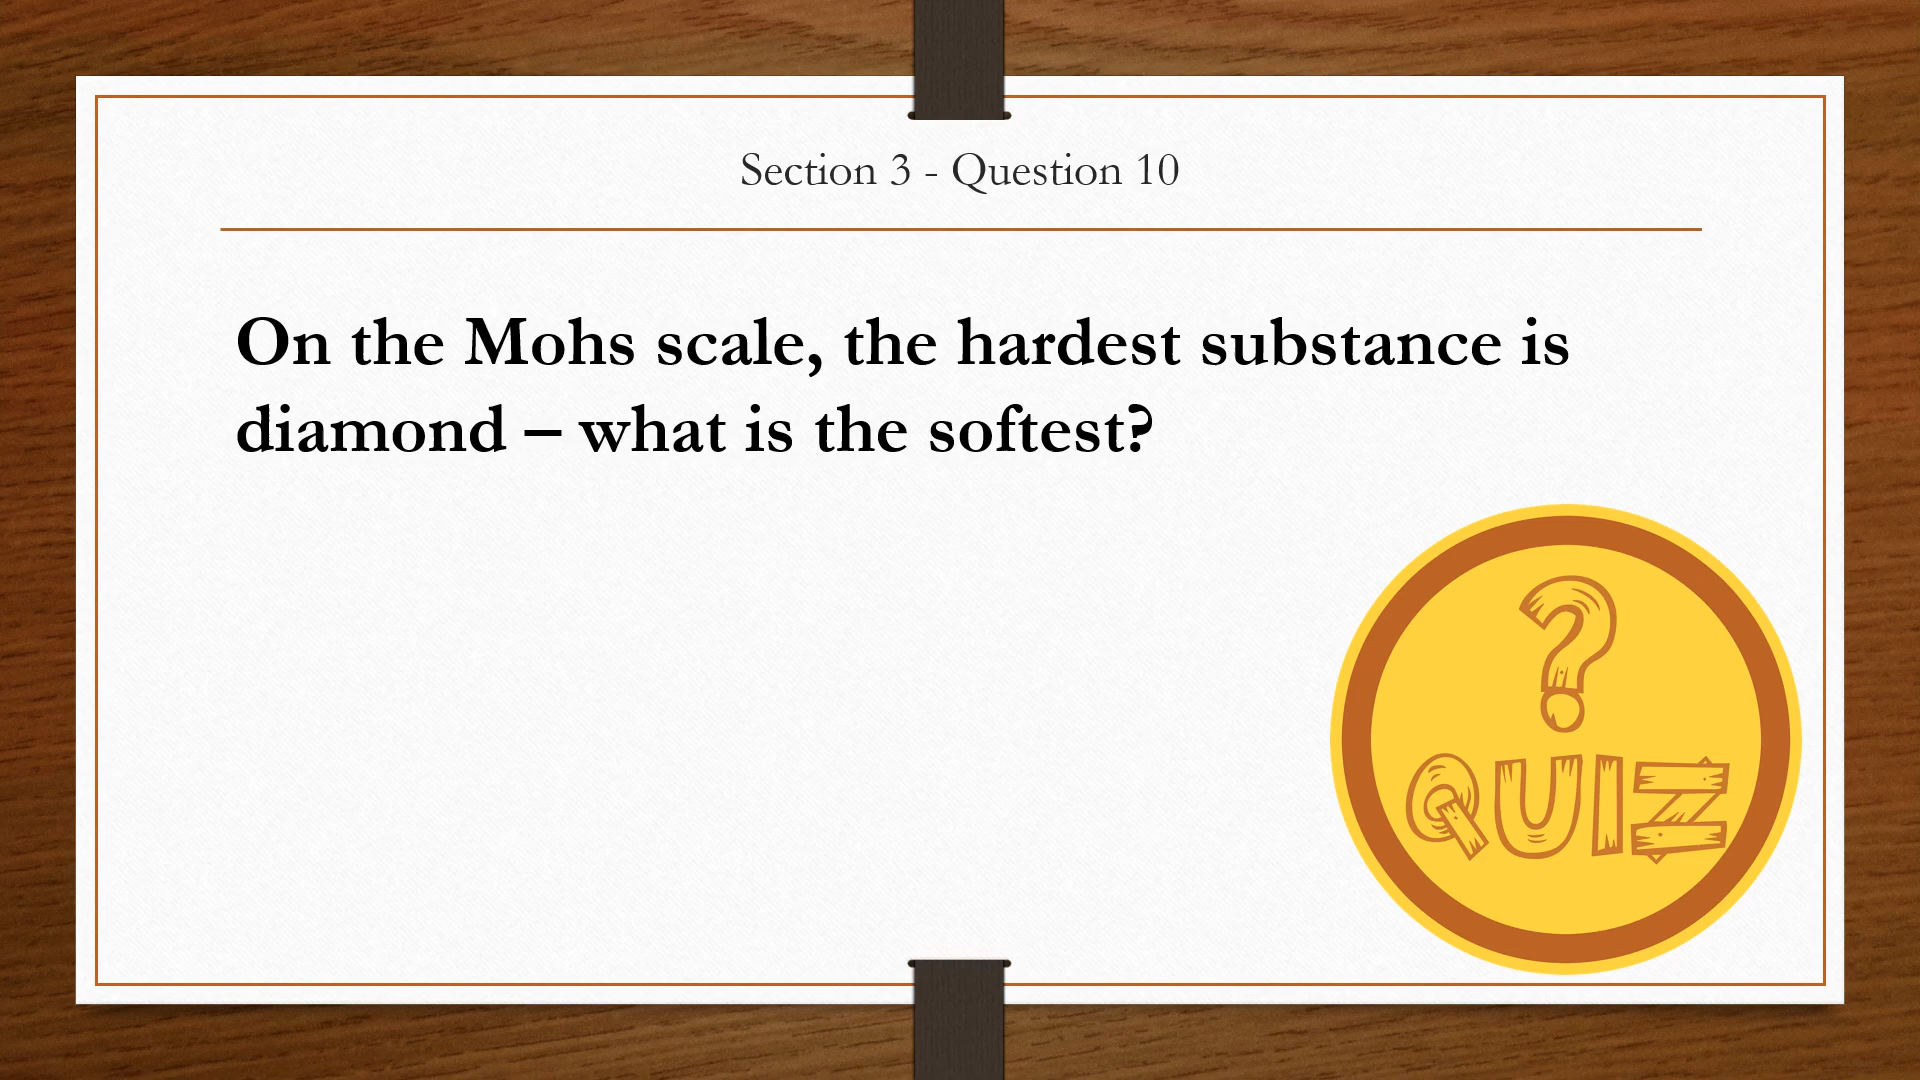 Section 3 - Question 10
On the Mohs scale, the hardest substance is
diamond – what is the softest?
?
QUIZ